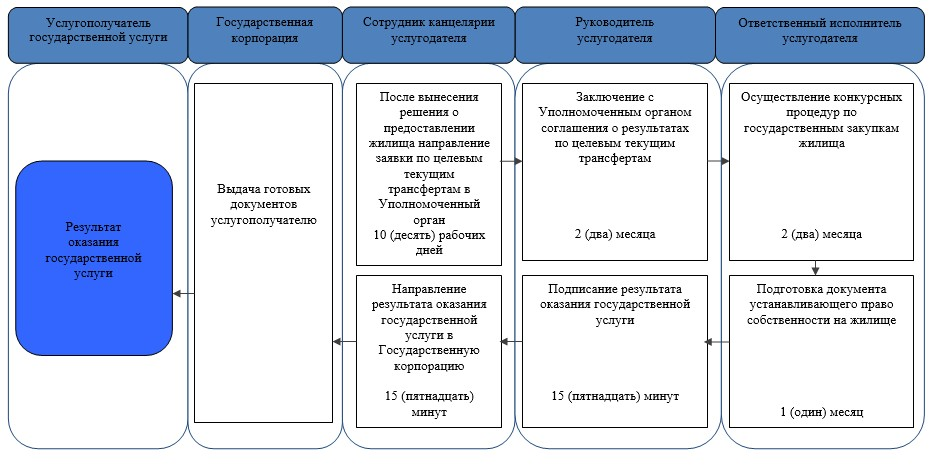 Услугополучатель
государственной услуги
Государственная
корпорация
Сотрудник канцелярии
услугодателя
Руководитель
услугодателя
Ответственный исполнитель
услугодателя
После вынесения
решения о
предоставлении
жилища направление
заявки по целевым
текущим
трансфертам в
Уполномоченный
орган
10 (десять) рабочих
дней
Заключение с
Уполномоченным органом
соглашения о результатах
по целевым текущим
трансфертам
2 (два) месяца
Осуществление конкурсных
процедур по
государственным закупкам
жилища
2 (два) месяца
Подготовка документа
устанавливающего право
собственности на жилище
1 (один) месяц
Подписание результата
оказания государственной
услуги
15 (пятнадцать) минут
Направление
результата оказания
государственной
услуги в
Государственную
корпорацию
15 (пятнадцать)
минут
Выдача готовых
документов
услугополучателю
Результат
оказания
государственной
услуги